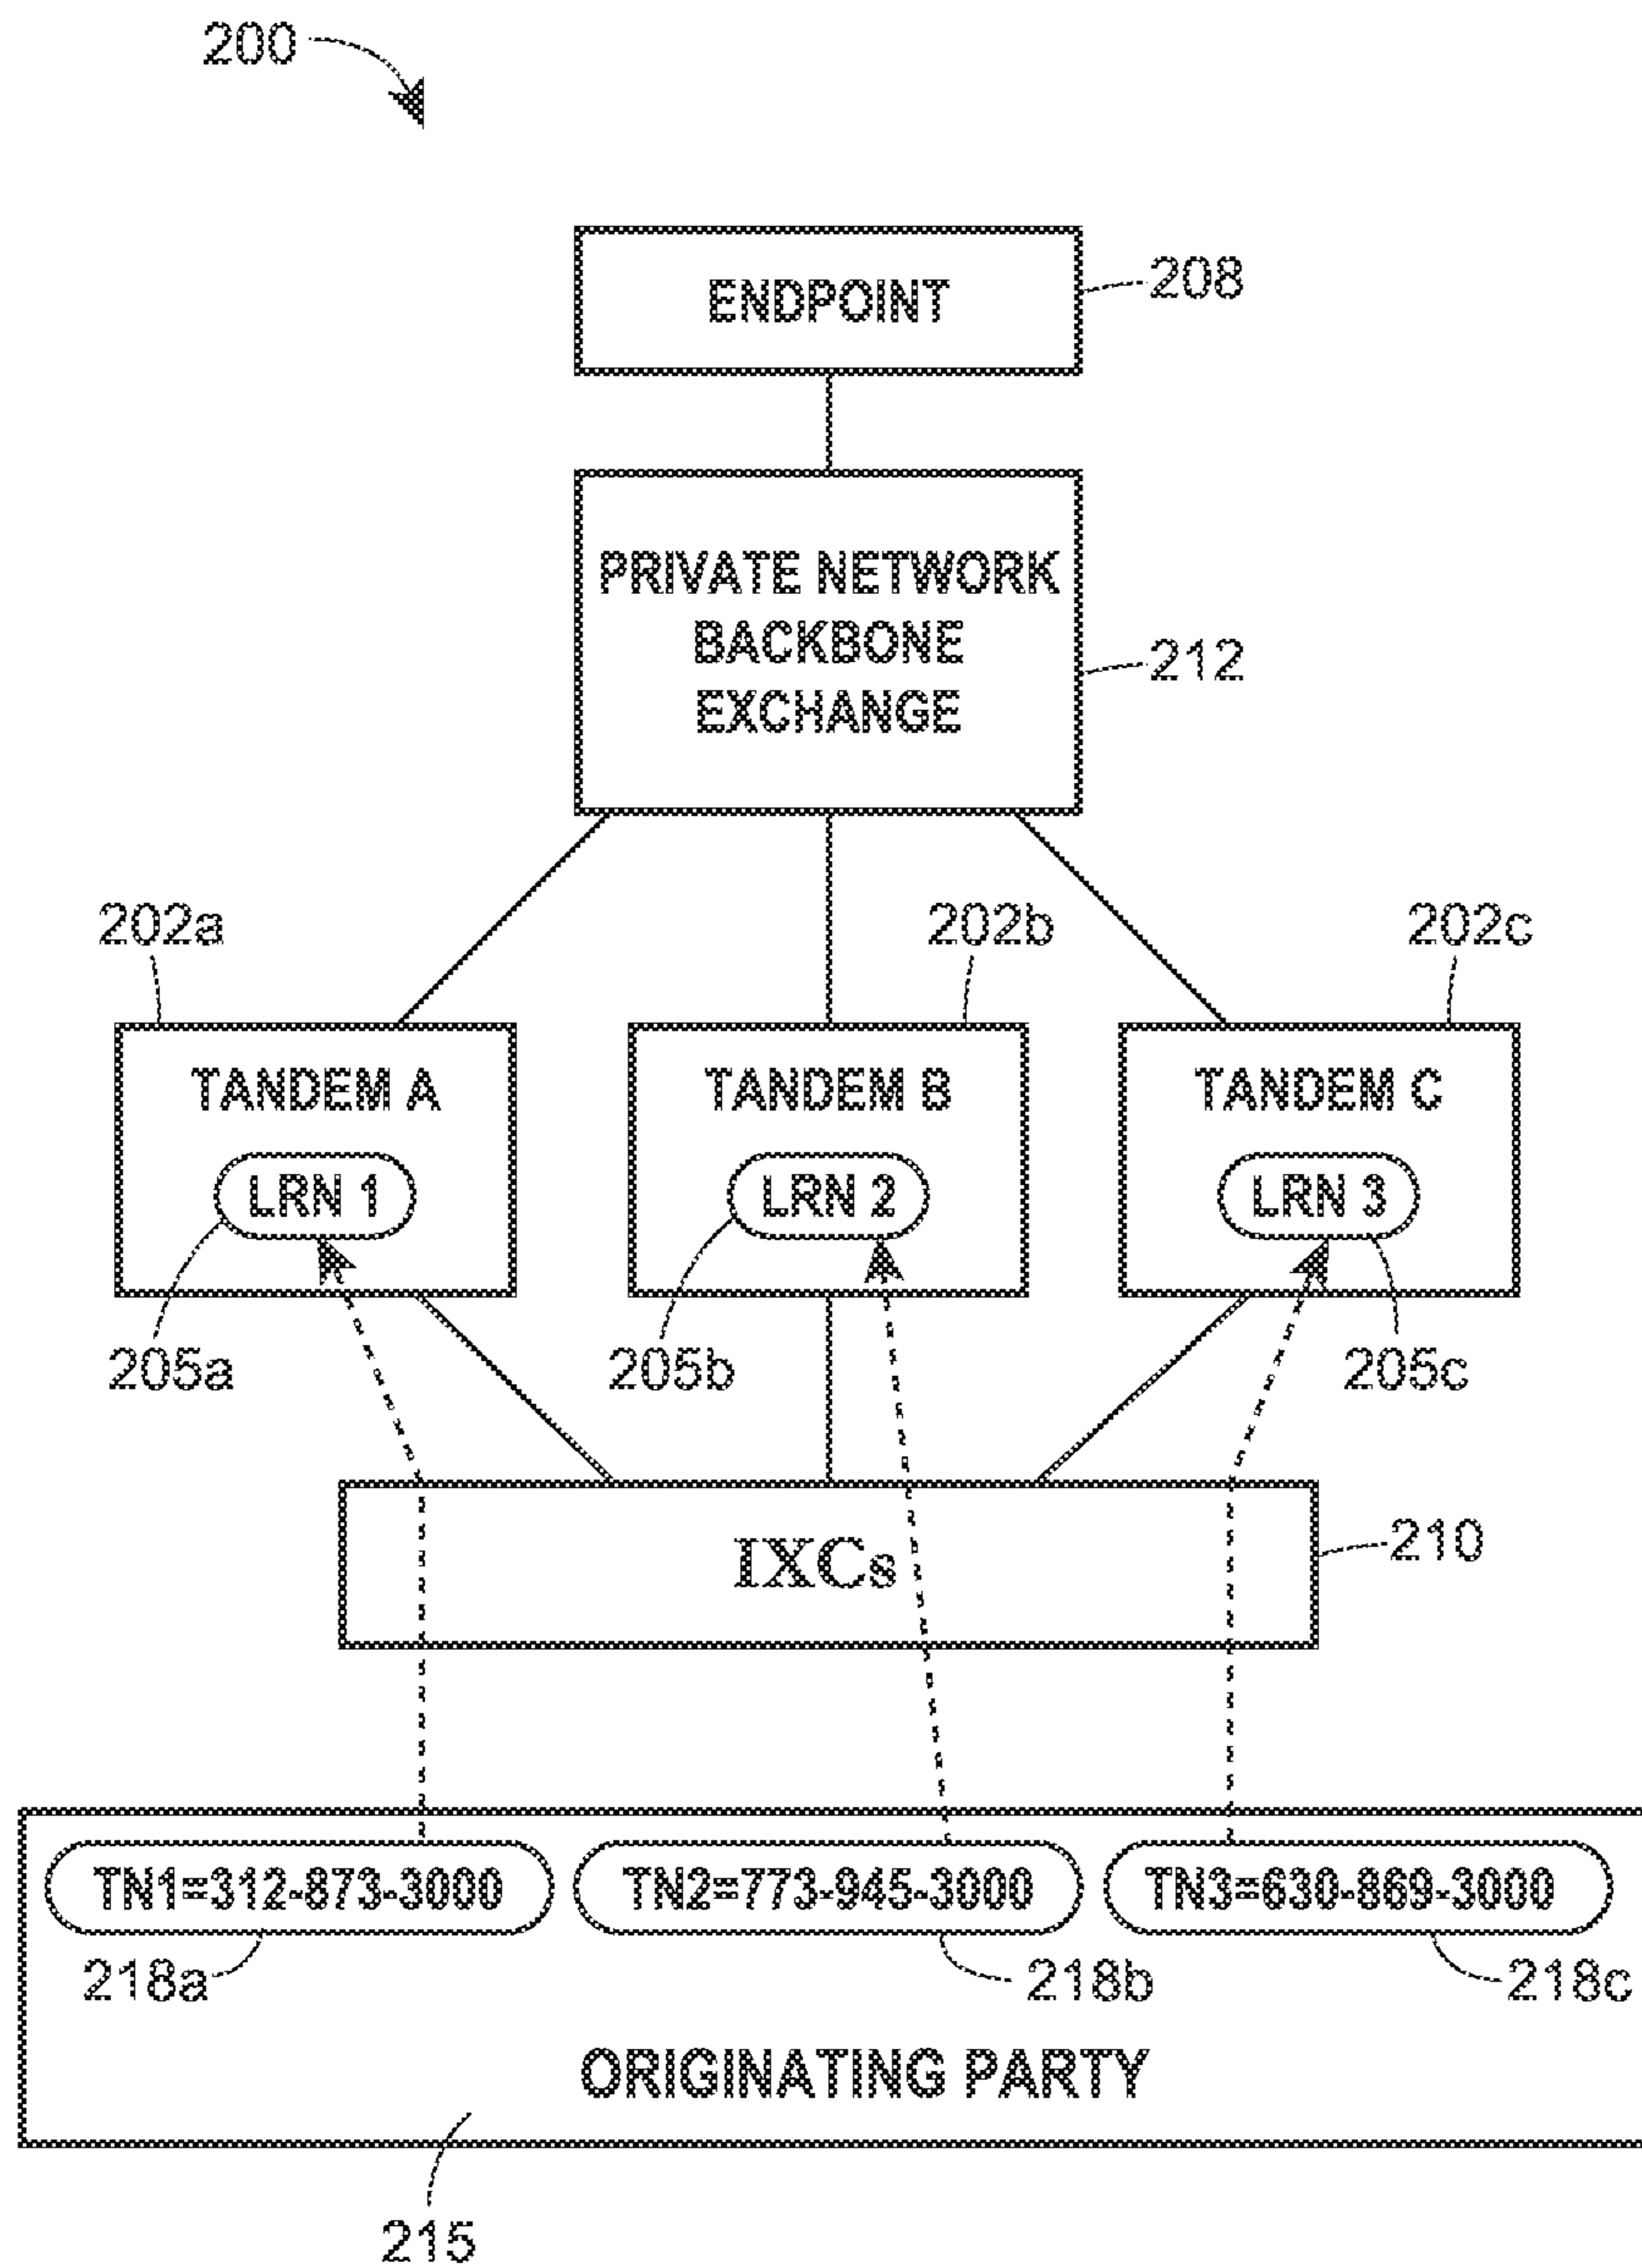 200
ENDPOINT
208
PRIVATE NETWORK
BACKBONE
EXCHANGE
212
202a
202b
202c
TANDEM A
TANDEM B
TANDEM C
LRN 1
LRN 2
LRN 3
205a
205b
205c
IXCs
210
TN1=312-873-3000
TN2=773-945-3000
TN3=630-869-3000
218a
218b
218c
ORIGINATING PARTY
215